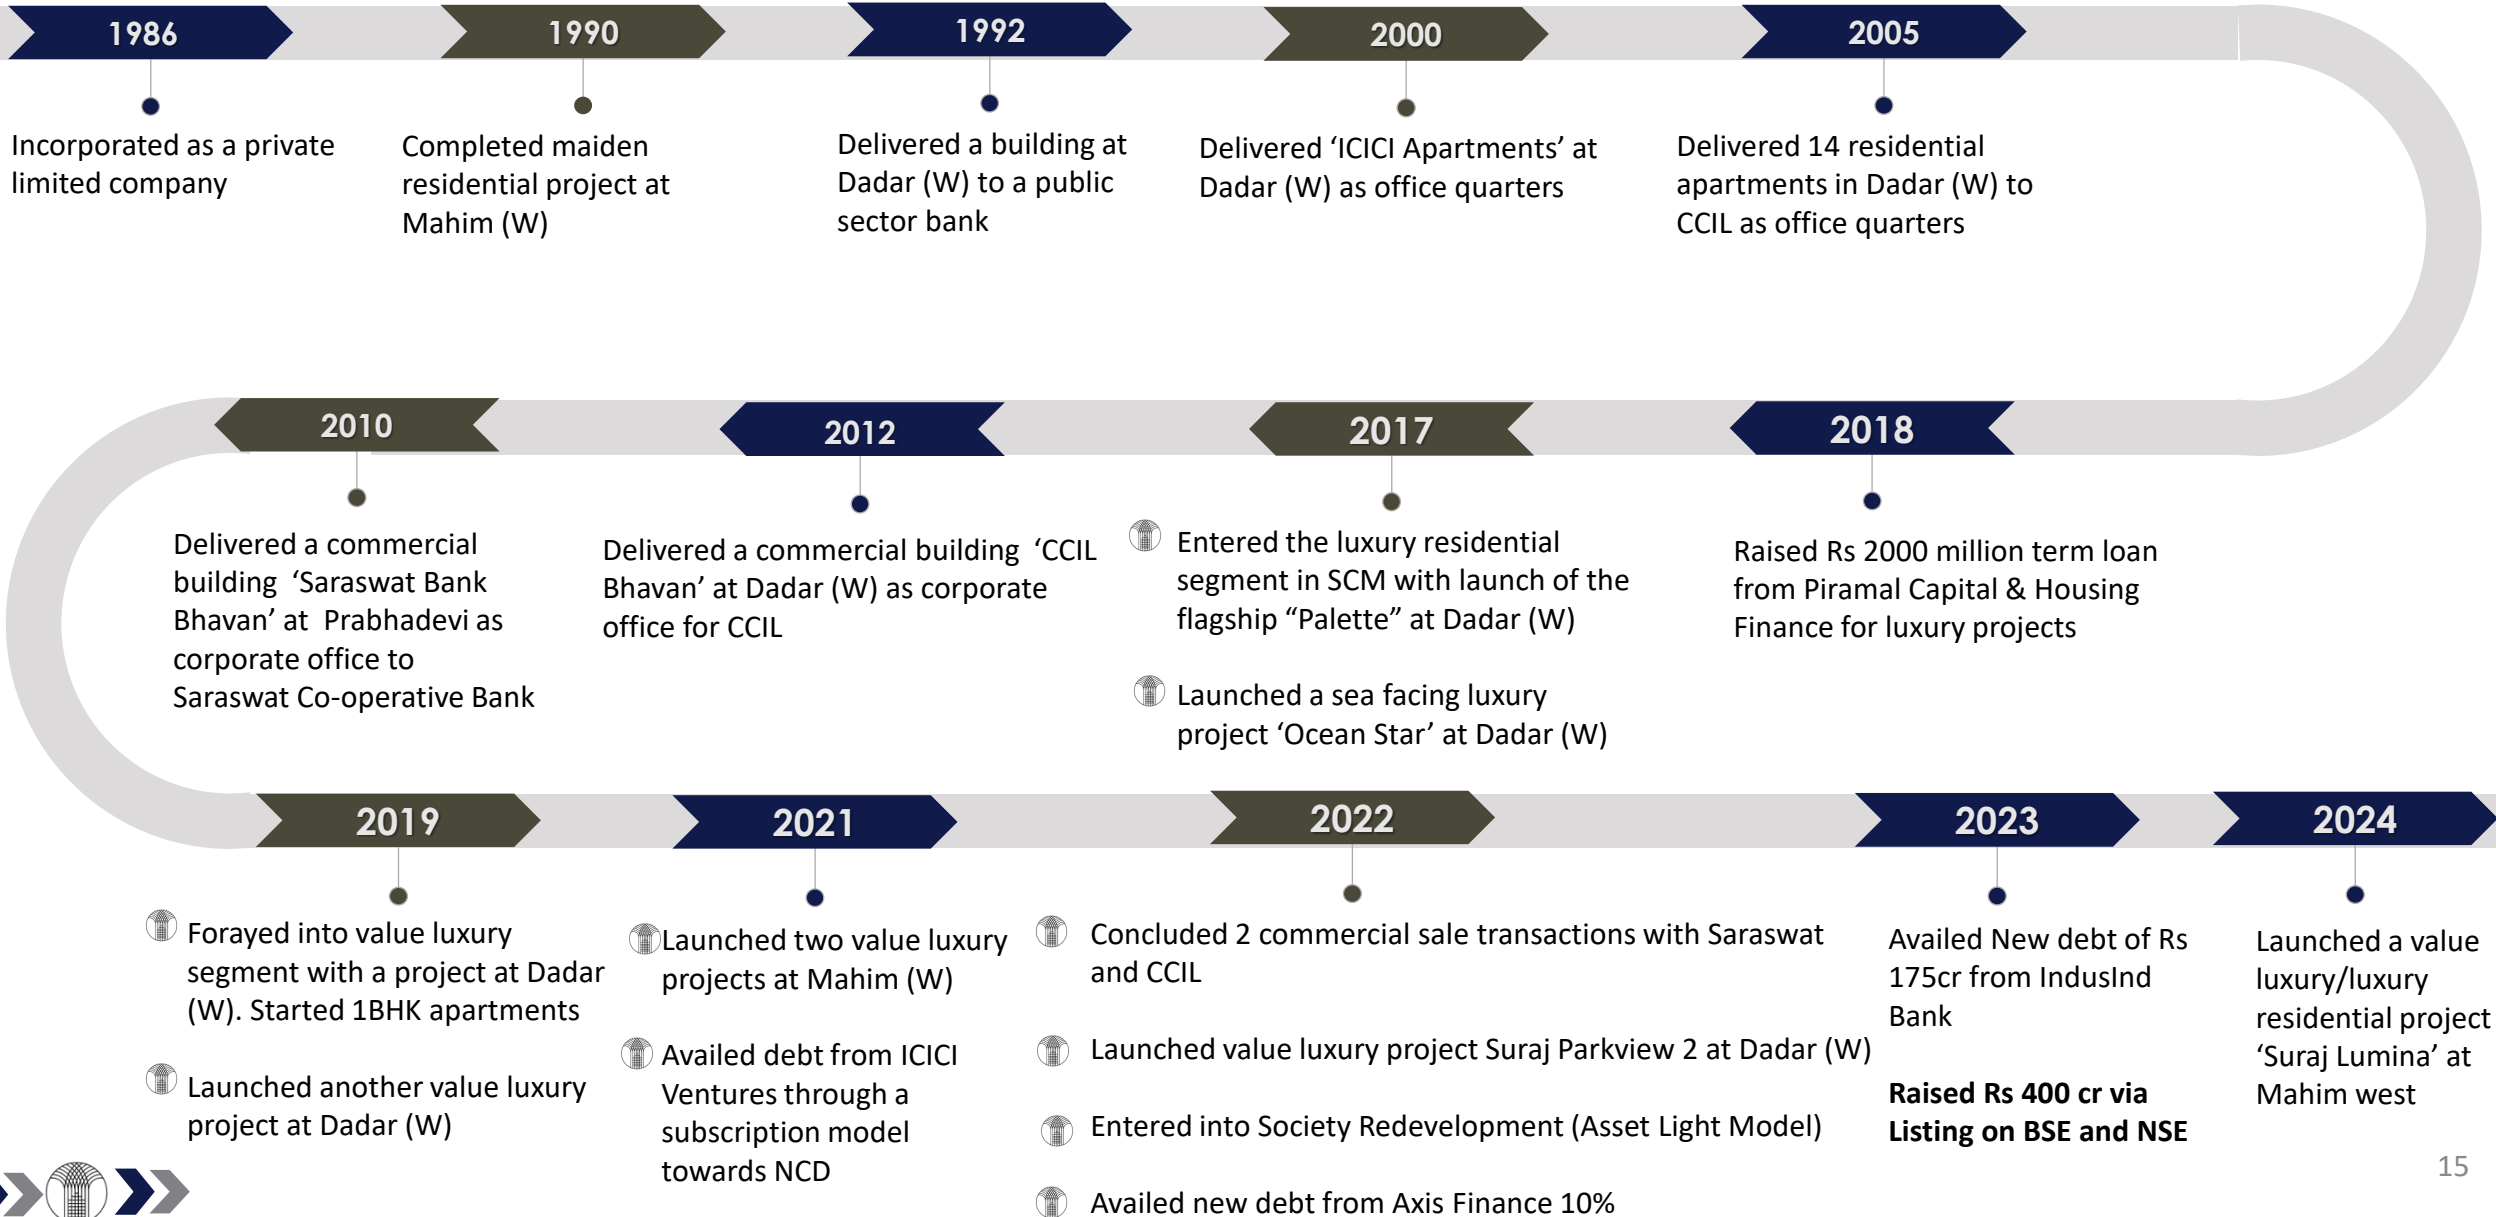 1986
Incorporated as a private
limited company
1990
Completed maiden
residential project at
Mahim (W)
1992
Delivered a building at
Dadar (W) to a public
sector bank
2000
Delivered ‘ICICI Apartments’ at
Dadar (W) as office quarters
2005
Delivered 14 residential
apartments in Dadar (W) to
CCIL as office quarters
2010
Delivered a commercial
building ‘Saraswat Bank
Bhavan’ at Prabhadevi as
corporate office to
Saraswat Co-operative Bank
2012
Delivered a commercial building ‘CCIL
Bhavan’ at Dadar (W) as corporate
office for CCIL
2017
Entered the luxury residential
segment in SCM with launch of the
flagship “Palette” at Dadar (W)
Launched a sea facing luxury
project ‘Ocean Star’ at Dadar (W)
2018
Raised Rs 2000 million term loan
from Piramal Capital & Housing
Finance for luxury projects
2019
Forayed into value luxury
segment with a project at Dadar
(W). Started 1BHK apartments
Launched another value luxury
project at Dadar (W)
2021
Launched two value luxury
projects at Mahim (W)
Availed debt from ICICI
Ventures through a
subscription model
towards NCD
2022
Concluded 2 commercial sale transactions with Saraswat
and CCIL
Launched value luxury project Suraj Parkview 2 at Dadar (W)
Entered into Society Redevelopment (Asset Light Model)
Availed new debt from Axis Finance 10%
2023
Availed New debt of Rs
175cr from IndusInd
Bank
Raised Rs 400 cr via
Listing on BSE and NSE
2024
Launched a value
luxury/luxury
residential project
‘Suraj Lumina’ at
Mahim west
15